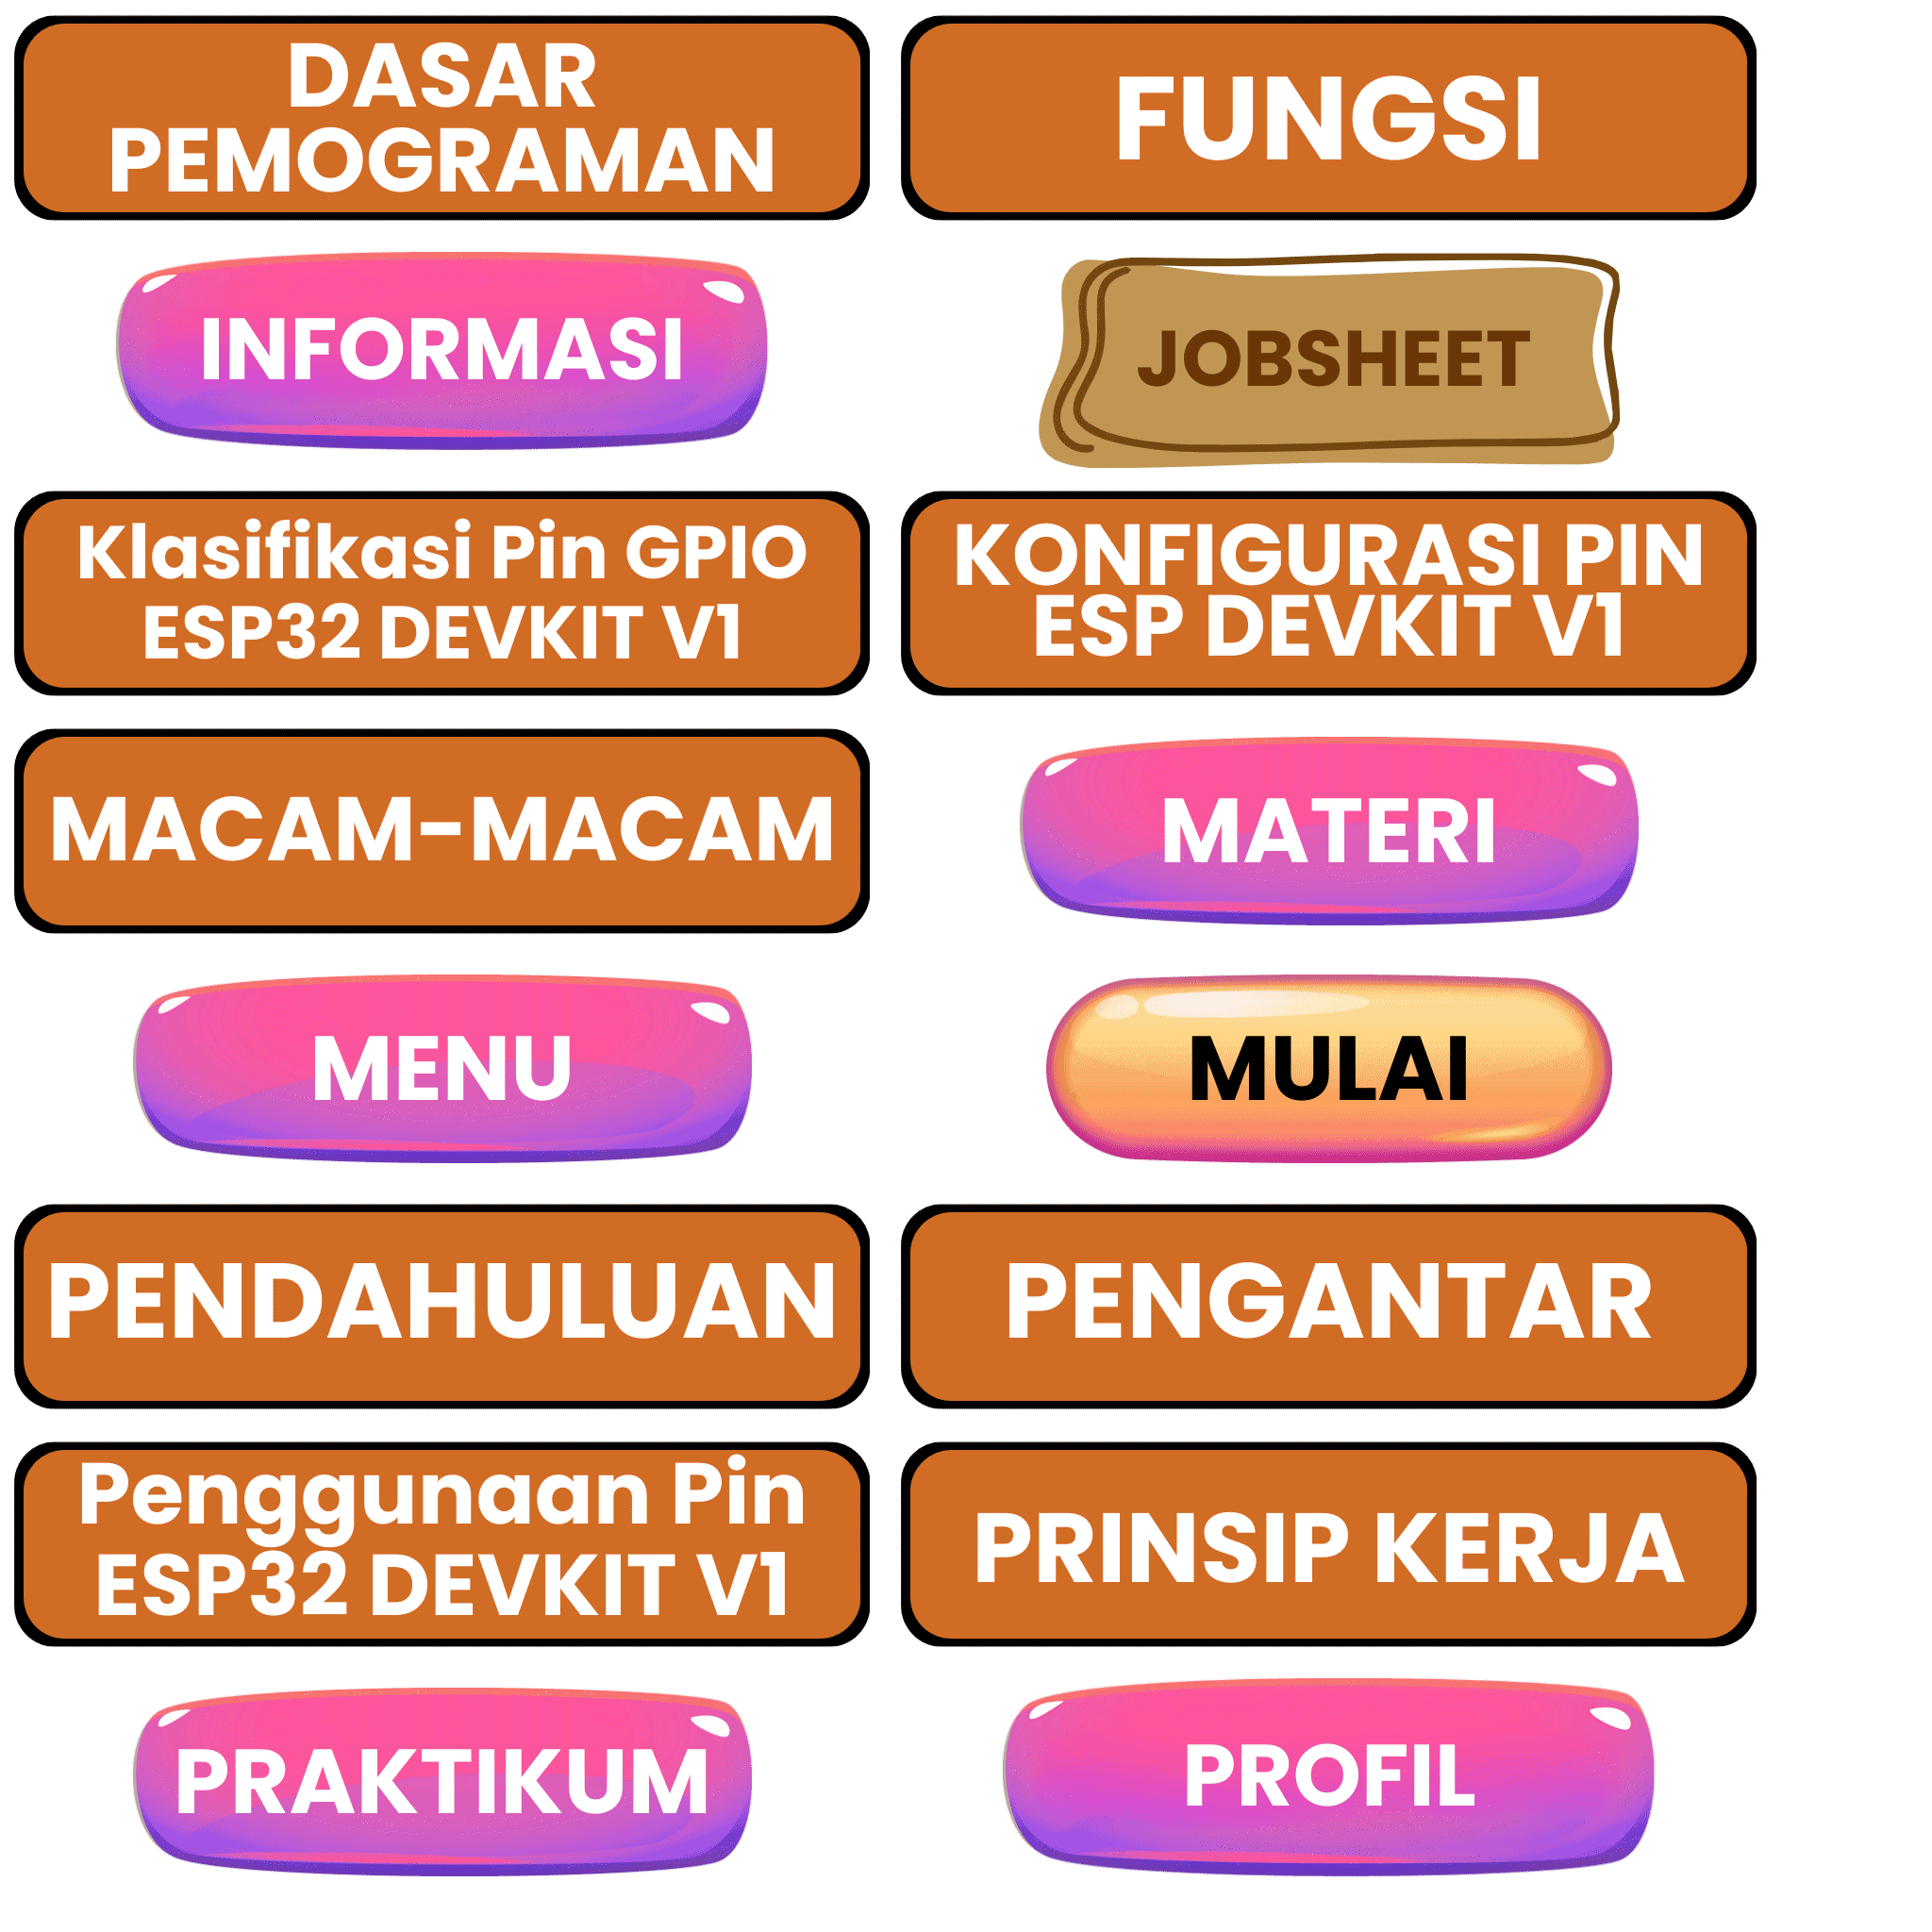 DASAR
PEMOGRAMAN
FUNGSI
INFORMASI
JOBSHEET
Klasifikasi Pin GPIO
ESP32 DEVKIT V1
KONFIGURASI PIN
ESP DEVKIT V1
MACAM-MACAM
MATERI
MENU
MULAI
PENDAHULUAN
PENGANTAR
Penggunaan Pin
ESP32 DEVKIT V1
PRINSIP KERJA
PRAKTIKUM
PROFIL